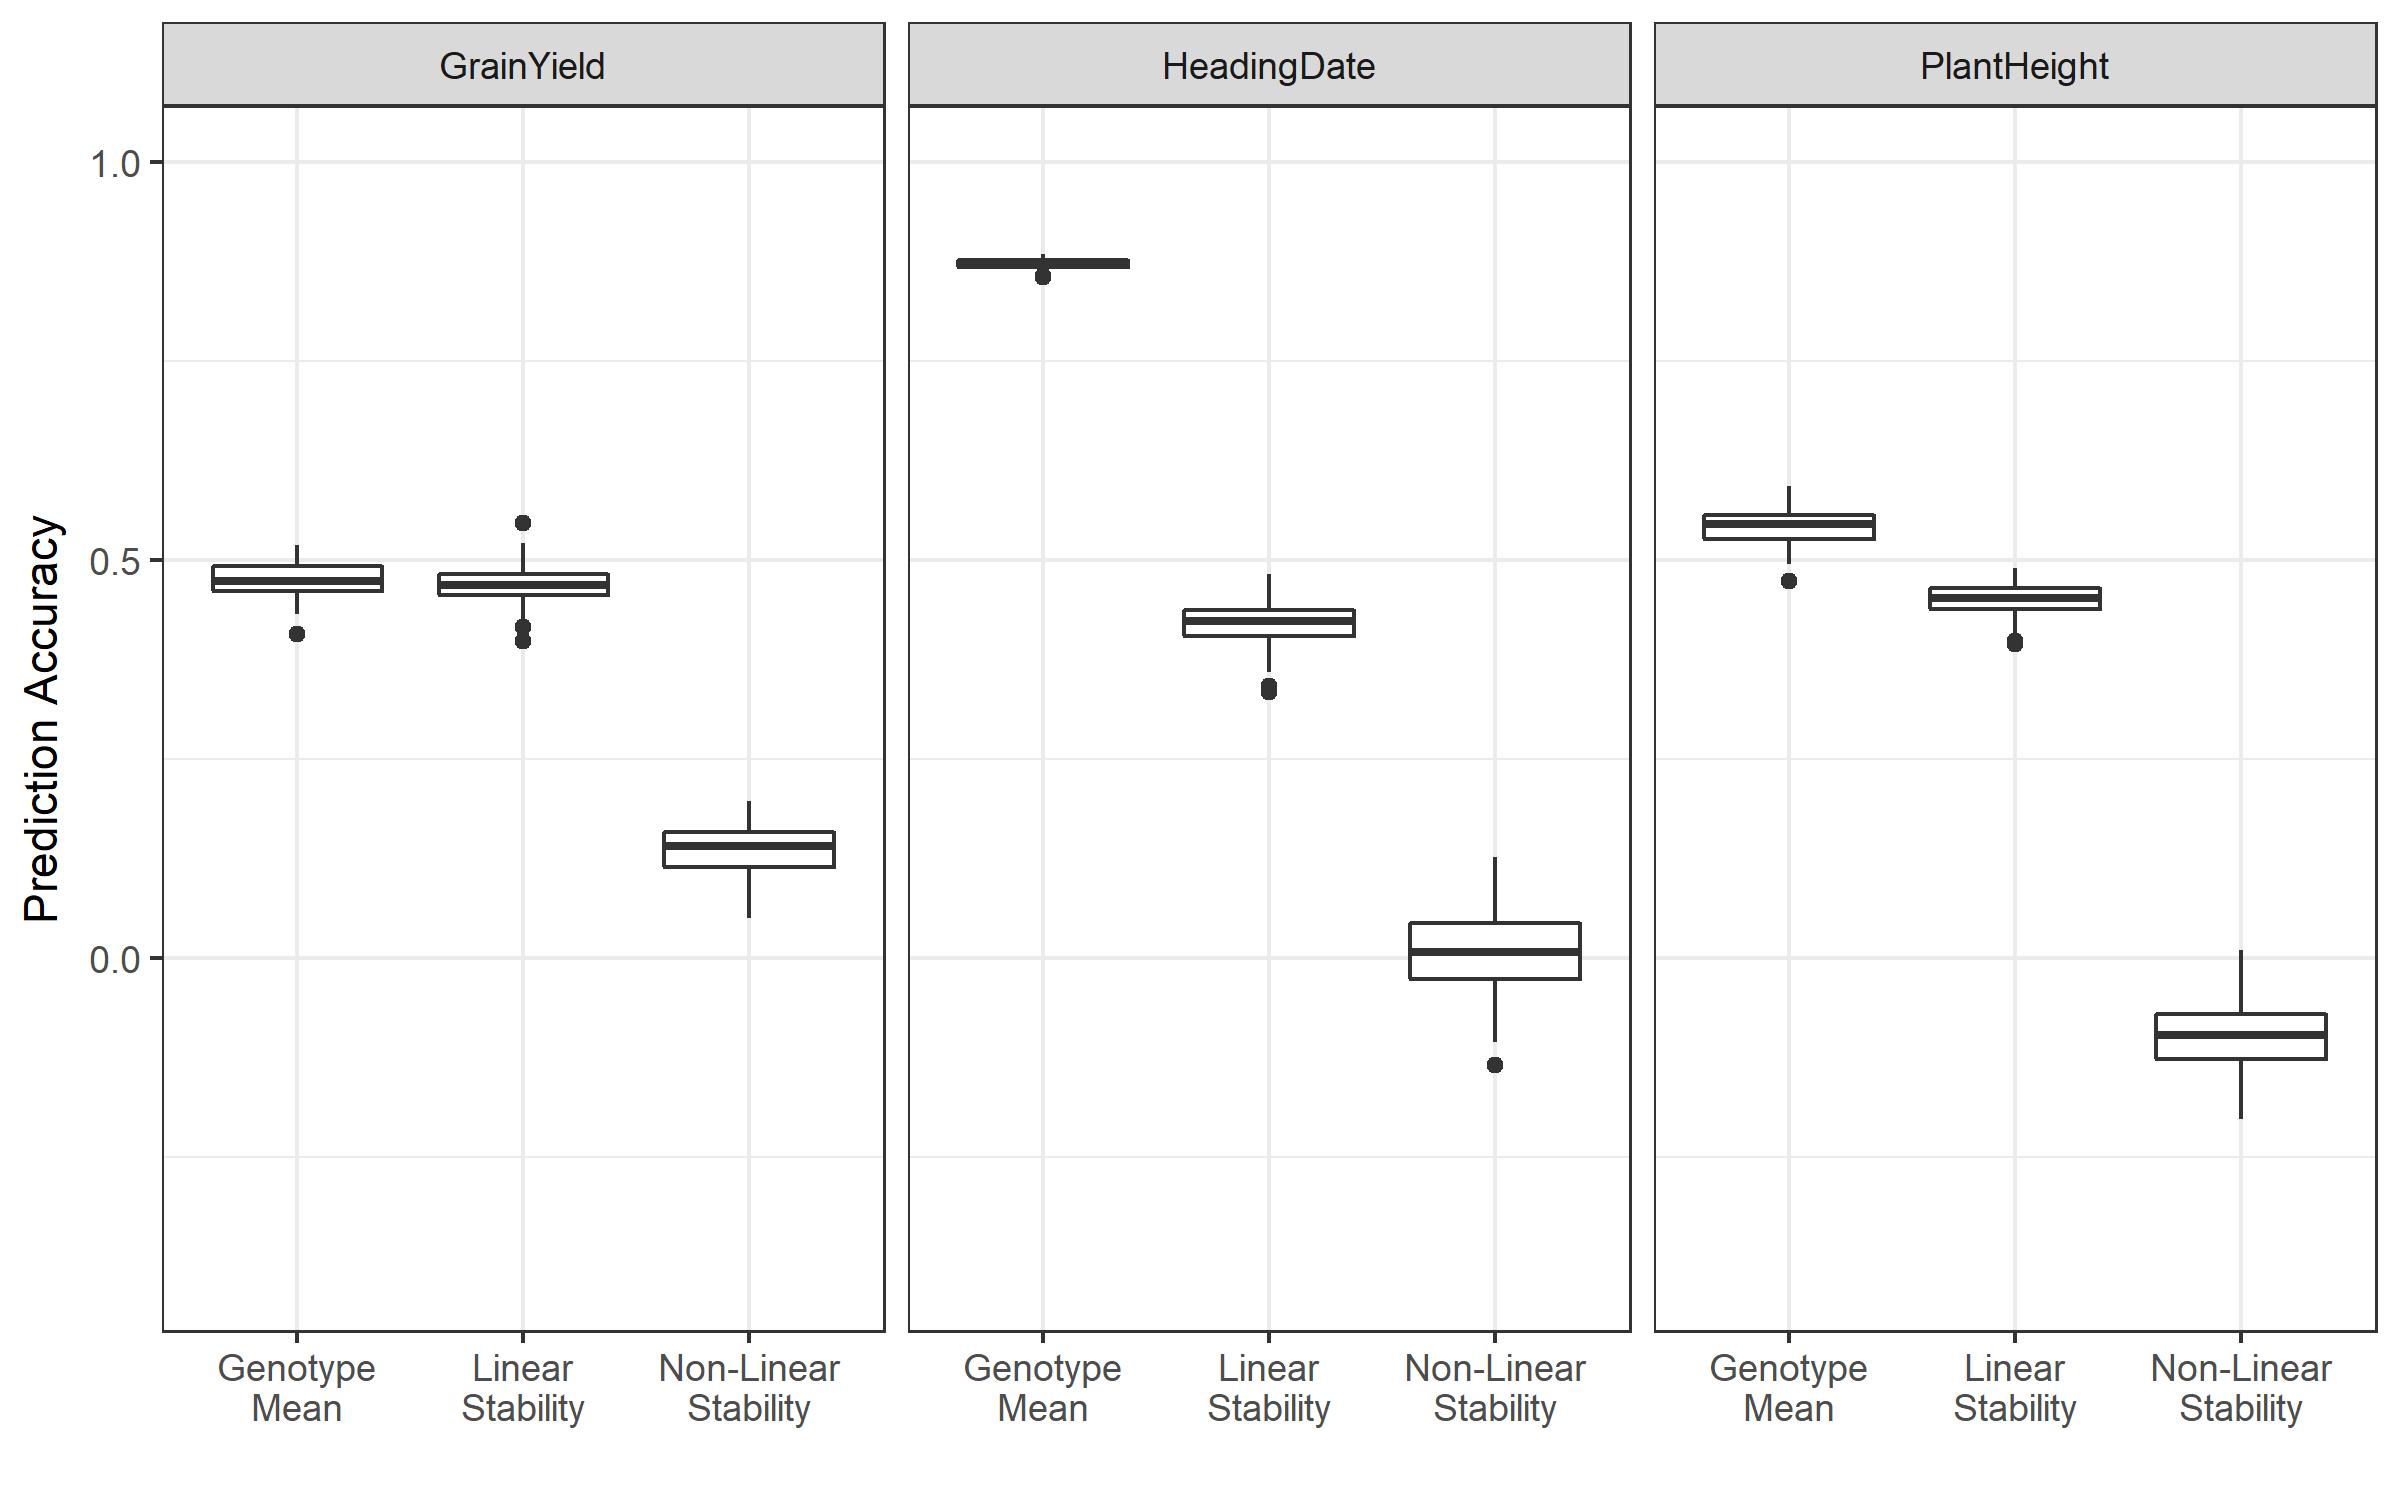 GrainYield
HeadingDate
PlantHeight
Prediction Accuracy
1.0
0.5
0.0
Genotype
Mean
Linear
Stability
Non-Linear
Stability
Genotype
Mean
Linear
Stability
Non-Linear
Stability
Genotype
Mean
Linear
Stability
Non-Linear
Stability